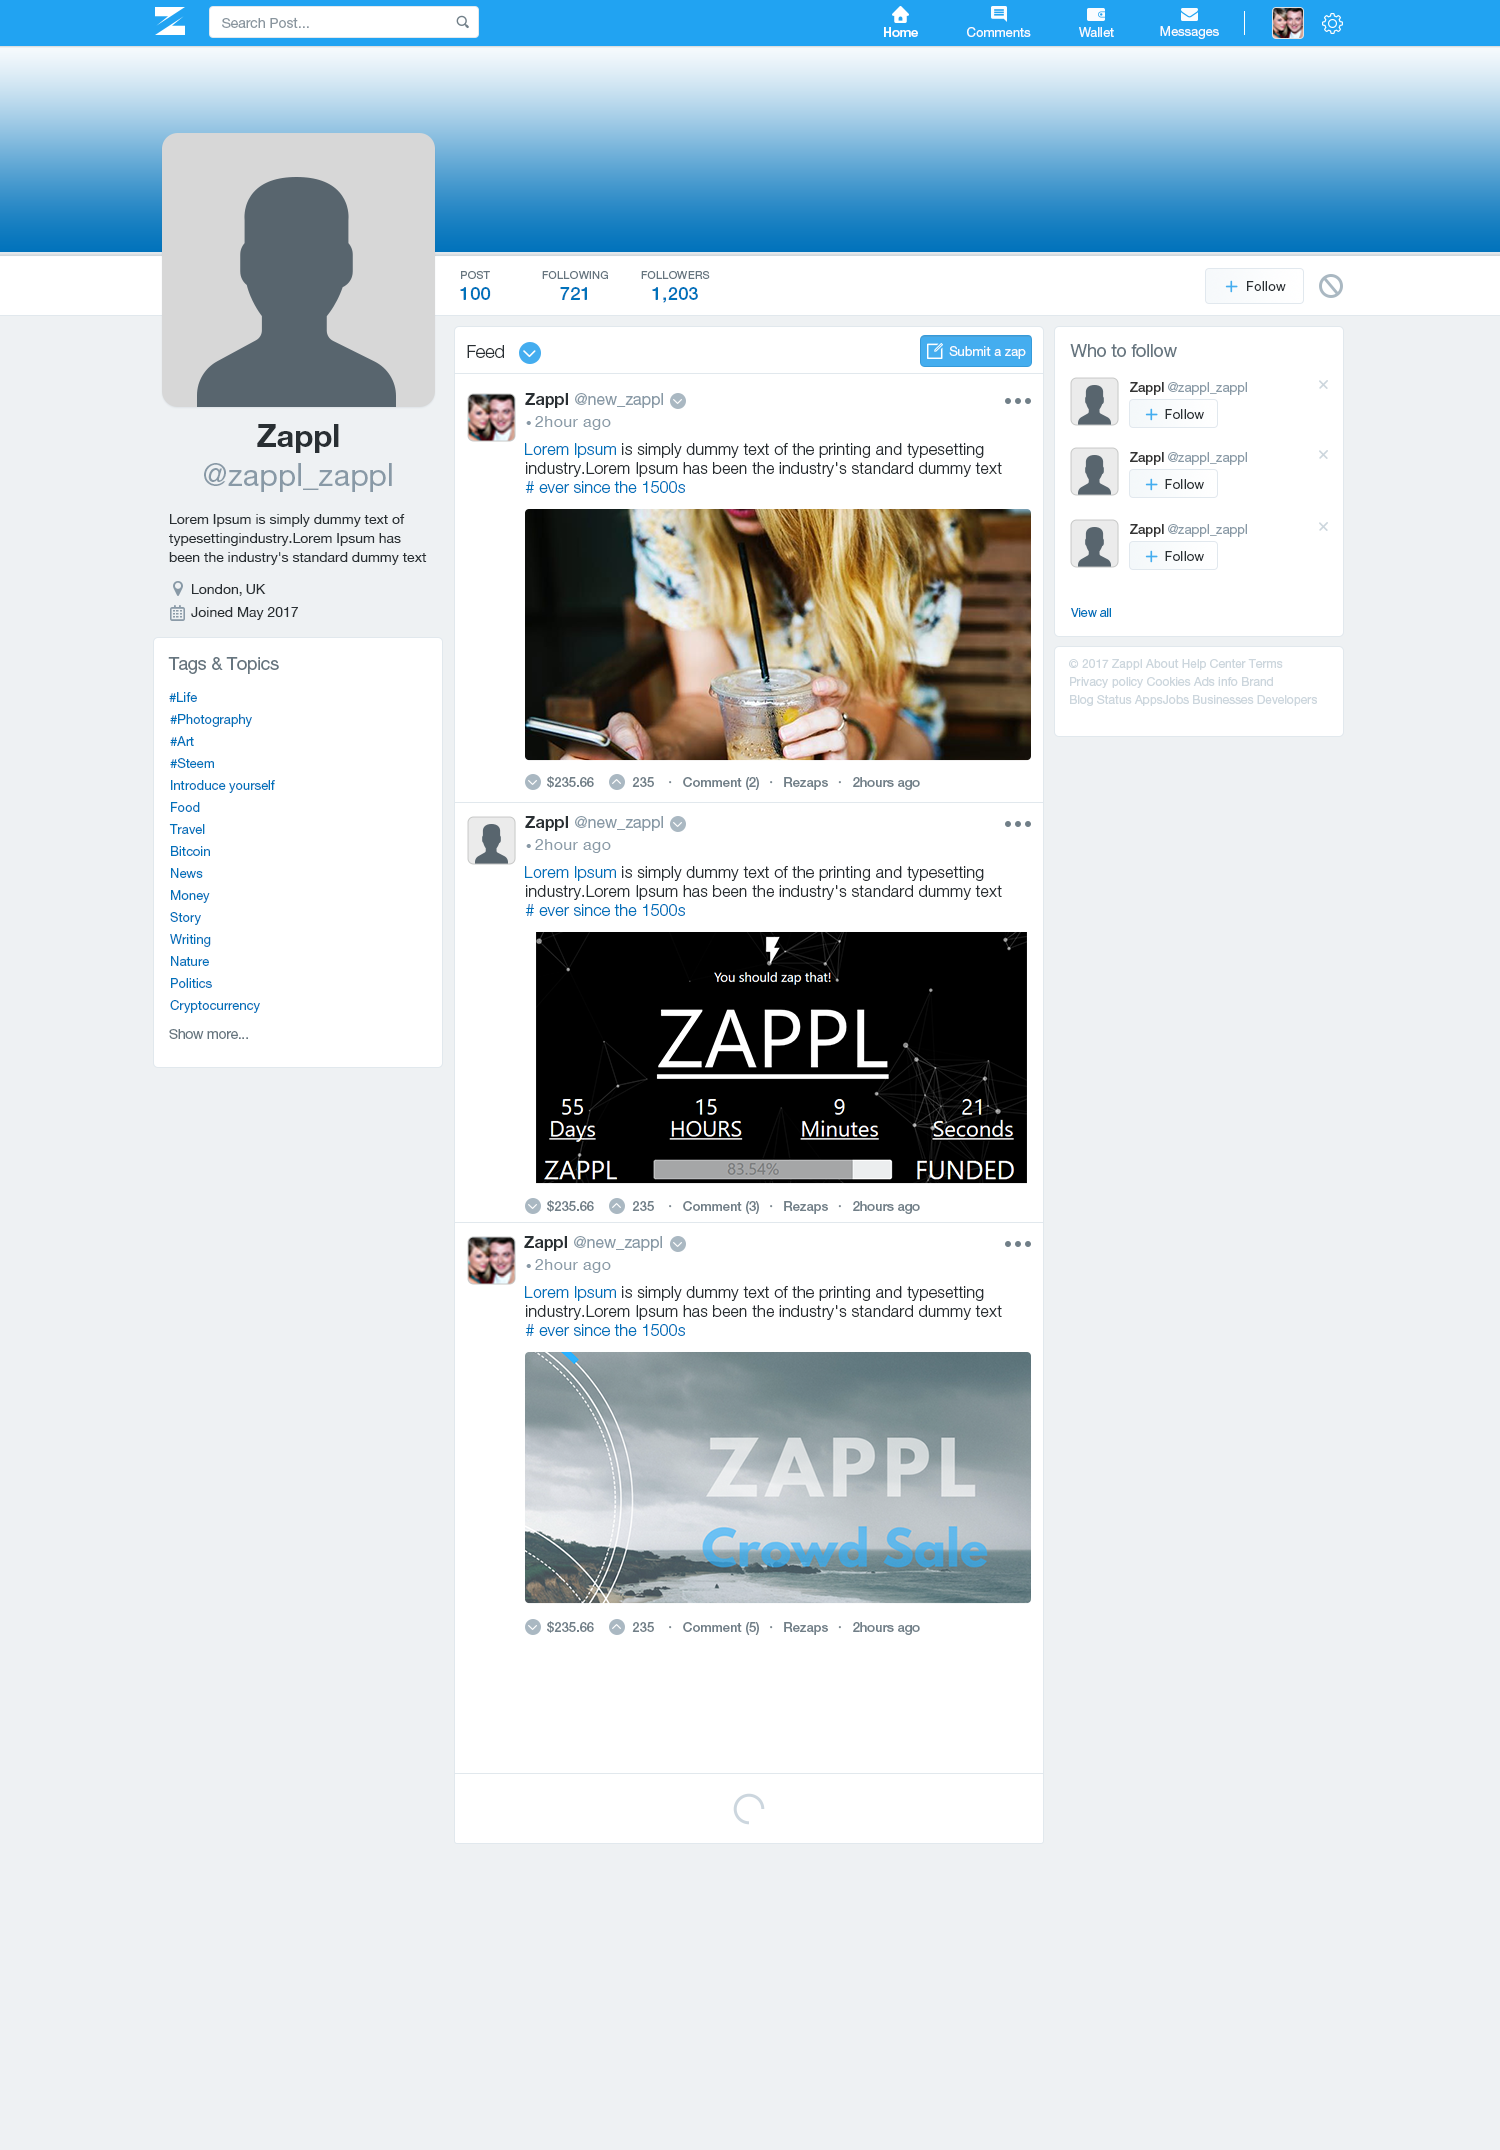 Search Post...
Home
Comments
Wallet
Messages
POST
100
FOLLOWING
721
FOLLOWERS
1,203
+ Follow
Zappl
@zappl_zappl
Lorem Ipsum is simply dummy text of
typesettingindustry.Lorem Ipsum has
been the industry's standard dummy text
London, UK
Joined May 2017
Tags & Topics
#Life
#Photography
#Art
#Steem
Introduce yourself
Food
Travel
Bitcoin
News
Money
Story
Writing
Nature
Politics
Cryptocurrency
Show more...
Feed
Submit a zap
Zappl @new_zappl
• 2hour ago
Lorem Ipsum is simply dummy text of the printing and typesetting
industry.Lorem Ipsum has been the industry's standard dummy text
# ever since the 1500s
$235.66 235 · Comment (2) · Rezaps · 2hours ago
Zappl @new_zappl
• 2hour ago
Lorem Ipsum is simply dummy text of the printing and typesetting
industry.Lorem Ipsum has been the industry's standard dummy text
# ever since the 1500s
You should zap that!
ZAPPL
55 15 9 21
Days HOURS Minutes Seconds
ZAPPL 83.54% FUNDED
$235.66 235 · Comment (3) · Rezaps · 2hours ago
Zappl @new_zappl
• 2hour ago
Lorem Ipsum is simply dummy text of the printing and typesetting
industry.Lorem Ipsum has been the industry's standard dummy text
# ever since the 1500s
ZAPPL
Crowd Sale
$235.66 235 · Comment (5) · Rezaps · 2hours ago
Who to follow
Zappl @zappl_zappl
+ Follow
Zappl @zappl_zappl
+ Follow
Zappl @zappl_zappl
+ Follow
View all
© 2017 Zappl About Help Center Terms
Privacy policy Cookies Ads info Brand
Blog Status AppsJobs Businesses Developers